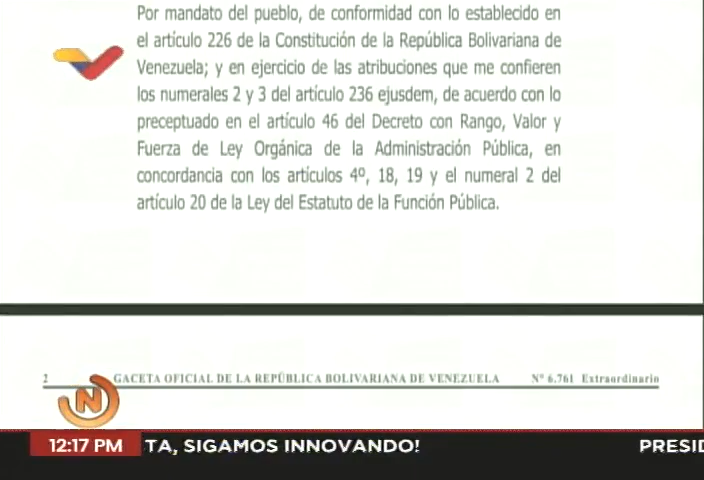 Por mandato del pueblo, de conformidad con lo establecido en
el artículo 226 de la Constitución de la República Bolivariana de
Venezuela; y en ejercicio de las atribuciones que me confieren
los numerales 2 y 3 del artículo 236 ejusdem, de acuerdo con lo
preceptuado en el artículo 46 del Decreto con Rango, Valor y
Fuerza de Ley Orgánica de la Administración Pública, en
concordancia con los artículos 4º, 18, 19 y el numeral 2 del
artículo 20 de la Ley del Estatuto de la Función Pública.
2 GACETA OFICIAL DE LA REPÚBLICA BOLIVARIANA DE VENEZUELA Nº 6.761 Extraordinario
N
12:17 PM TA, SIGAMOS INNOVANDO! PRESID